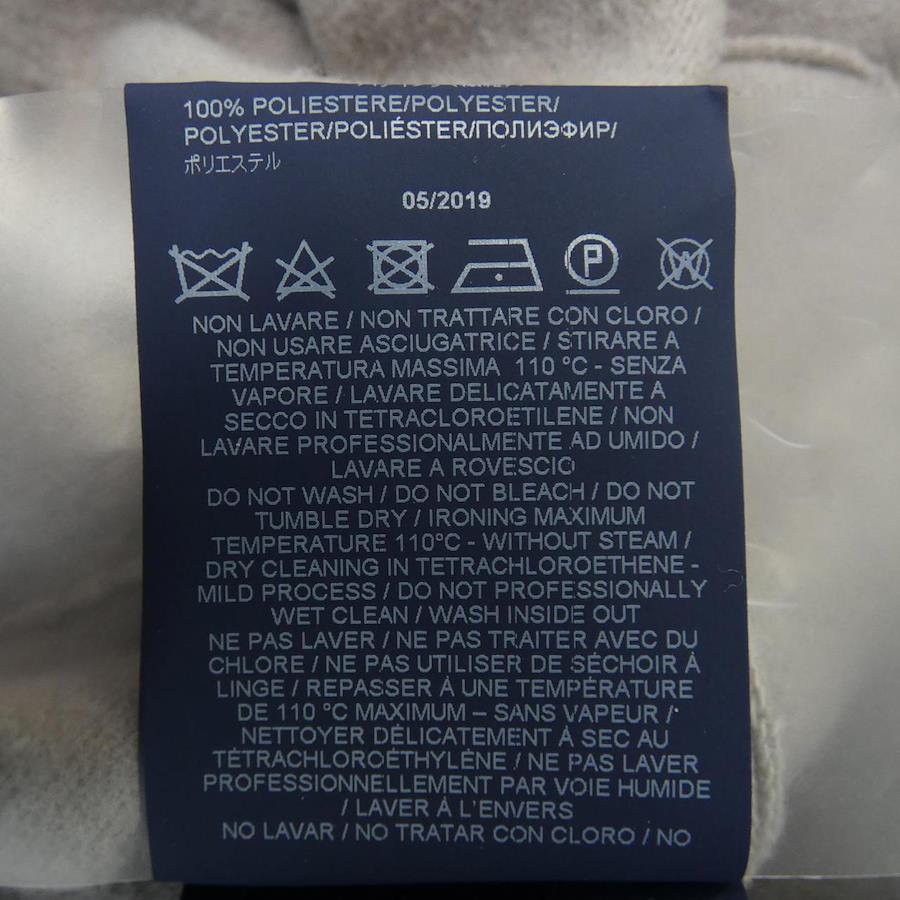 100% POLIESTERE/POLYESTER/
POLYESTER/POLIÉSTER/ПОЛИЭФИР/
ポリエステル
05/2019
P
W
NON LAVARE / NON TRATTARE CON CLORO /
NON USARE ASCIUGATRICE / STIRARE A
TEMPERATURA MASSIMA 110 °C - SENZA
VAPORE / LAVARE DELICATAMENTE A
SECCO IN TETRACLOROETILENE / NON
LAVARE PROFESSIONALMENTE AD UMIDO /
LAVARE A ROVESCIO
DO NOT WASH / DO NOT BLEACH / DO NOT
TUMBLE DRY / IRONING MAXIMUM
TEMPERATURE 110°C - WITHOUT STEAM /
DRY CLEANING IN TETRACHLOROETHENE -
MILD PROCESS / DO NOT PROFESSIONALLY
WET CLEAN / WASH INSIDE OUT
NE PAS LAVER / NE PAS TRAITER AVEC DU
CHLORE / NE PAS UTILISER DE SÉCHOIR À
LINGE / REPASSER À UNE TEMPÉRATURE
DE 110 °C MAXIMUM – SANS VAPEUR /
NETTOYER DÉLICATEMENT À SEC AU
TÉTRACHLOROÉTHYLÈNE / NE PAS LAVER
PROFESSIONNELLEMENT PAR VOIE HUMIDE
/ LAVER À L'ENVERS
NO LAVAR / NO TRATAR CON CLORO / NO